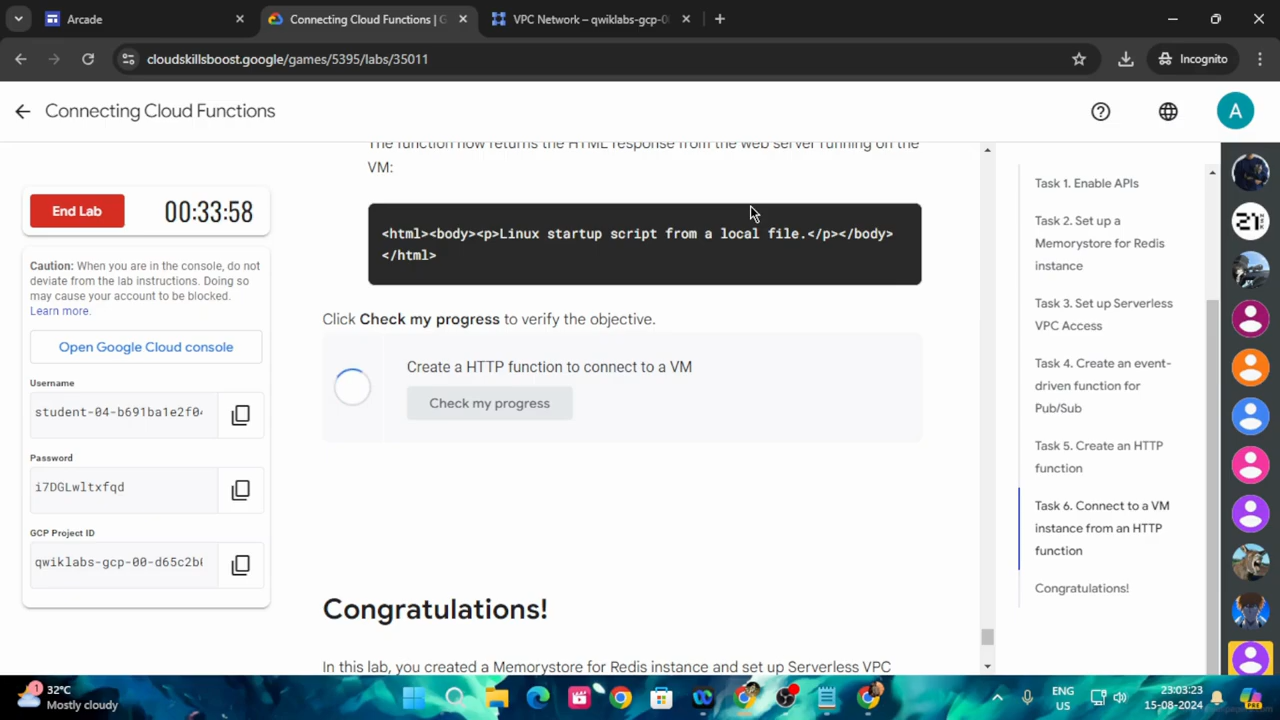 Arcade
Connecting Cloud Functions | G
VPC Network – qwiklabs-gcp-0
cloudskillsboost.google/games/5395/labs/35011
Incognito
Connecting Cloud Functions
A
End Lab
00:33:58
Caution: When you are in the console, do not
deviate from the lab instructions. Doing so
may cause your account to be blocked.
Learn more.
Open Google Cloud console
Username
student-04-b691ba1e2f04
Password
i7DGLwltxfqd
GCP Project ID
qwiklabs-gcp-00-d65c2b
The function now returns the HTML response from the web server running on the
VM:
<html><body><p>Linux startup script from a local file.</p></body>
</html>
Click Check my progress to verify the objective.
Create a HTTP function to connect to a VM
Check my progress
Congratulations!
In this lab, you created a Memorystore for Redis instance and set up Serverless VPC
Task 1. Enable APIs
Task 2. Set up a
Memorystore for Redis
instance
Task 3. Set up Serverless
VPC Access
Task 4. Create an event-
driven function for
Pub/Sub
Task 5. Create an HTTP
function
Task 6. Connect to a VM
instance from an HTTP
function
Congratulations!
21
1
32°C
Mostly cloudy
ENG
US
23:03:23
15-08-2024
PRE